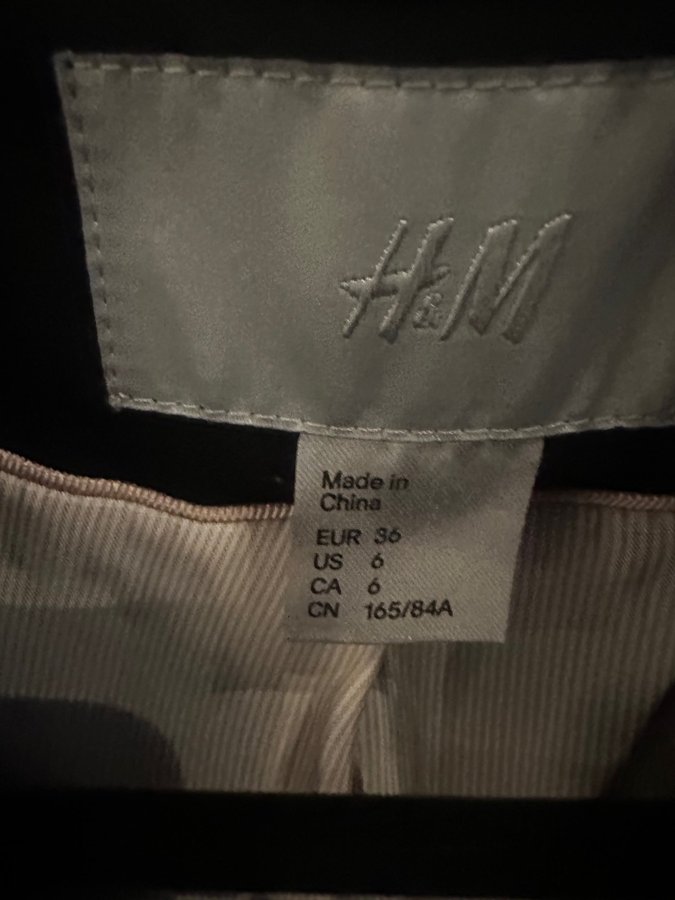 H&M
Made in
China
EUR 36
US 6
CA 6
CN 165/84A